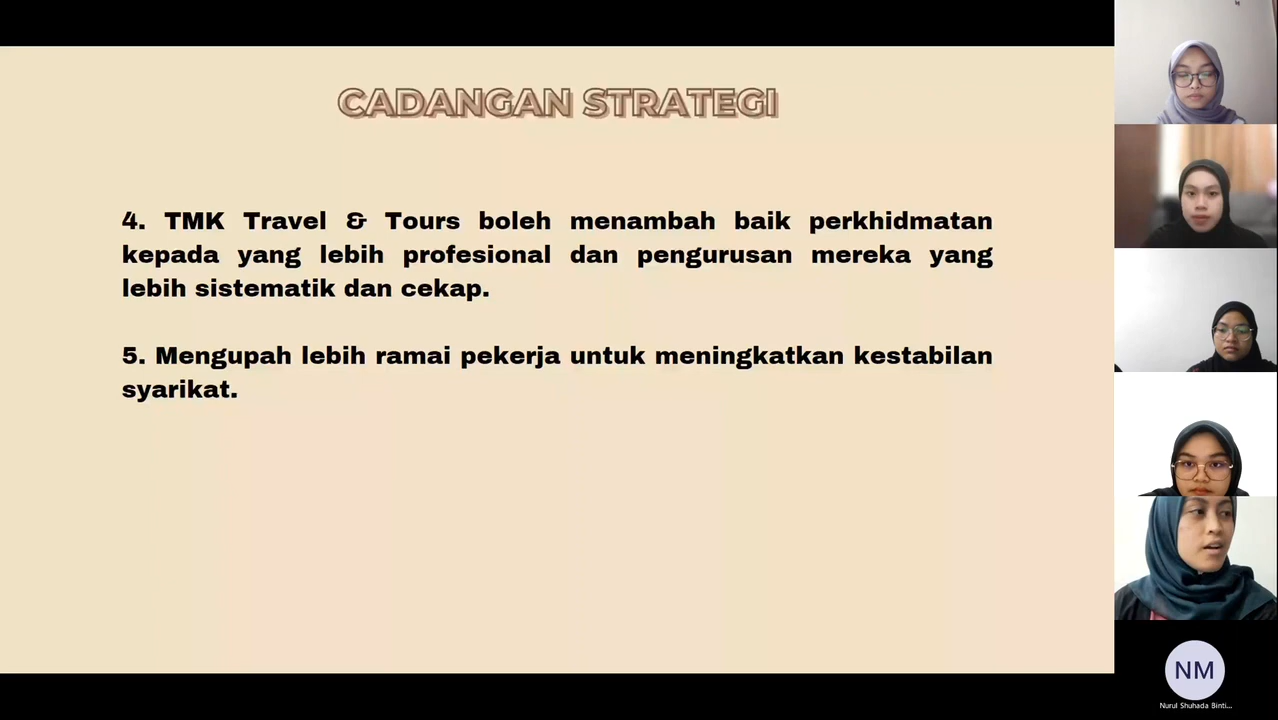 CADANGAN STRATEGI
4. TMK Travel & Tours boleh menambah baik perkhidmatan
kepada yang lebih profesional dan pengurusan mereka yang
lebih sistematik dan cekap.
5. Mengupah lebih ramai pekerja untuk meningkatkan kestabilan
syarikat.
NM
Nurul Shuhada Binti...